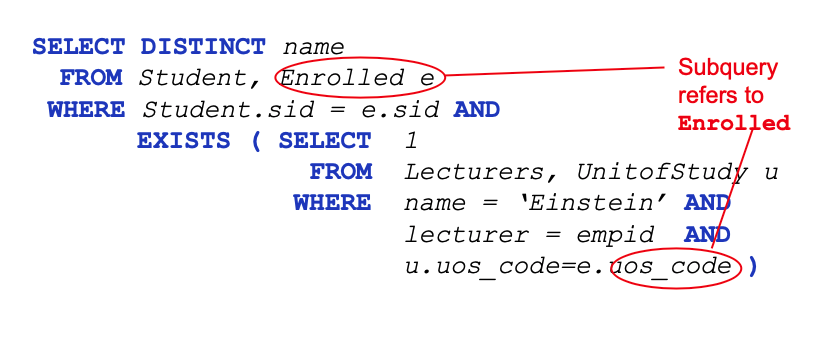 SELECT DISTINCT name
FROM Student, Enrolled e
WHERE Student.sid = e.sid AND
EXISTS ( SELECT 1
FROM Lecturers, UnitofStudy u
WHERE name = ‘Einstein’ AND
lecturer = empid AND
u.uos_code=e.uos_code )
Subquery
refers to
Enrolled